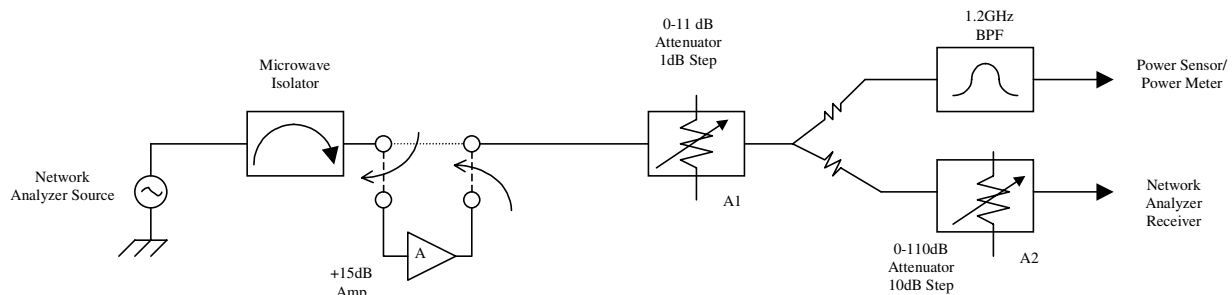 0-11 dB
Attenuator
1dB Step
1.2GHz
BPF
Microwave
Isolator
Power Sensor/
Power Meter
Network
Analyzer Source
A1
Network
Analyzer
Receiver
A
+15dB
Amp
0-110dB
Attenuator
10dB Step
A2